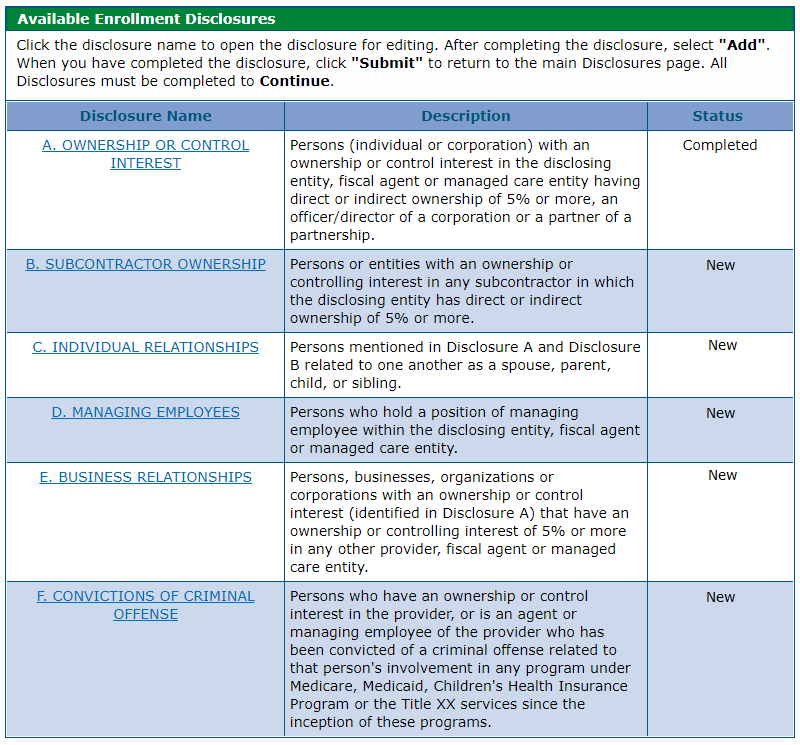 Available Enrollment Disclosures
Click the disclosure name to open the disclosure for editing. After completing the disclosure, select "Add".
When you have completed the disclosure, click "Submit" to return to the main Disclosures page. All
Disclosures must be completed to Continue.
Disclosure Name Description Status
A. OWNERSHIP OR CONTROL
INTEREST
Persons (individual or corporation) with an
ownership or control interest in the disclosing
entity, fiscal agent or managed care entity having
direct or indirect ownership of 5% or more, an
officer/director of a corporation or a partner of a
partnership.
Completed
B. SUBCONTRACTOR OWNERSHIP
Persons or entities with an ownership or
controlling interest in any subcontractor in which
the disclosing entity has direct or indirect
ownership of 5% or more.
New
C. INDIVIDUAL RELATIONSHIPS
Persons mentioned in Disclosure A and Disclosure
B related to one another as a spouse, parent,
child, or sibling.
New
D. MANAGING EMPLOYEES
Persons who hold a position of managing
employee within the disclosing entity, fiscal agent
or managed care entity.
New
E. BUSINESS RELATIONSHIPS
Persons, businesses, organizations or
corporations with an ownership or control
interest (identified in Disclosure A) that have an
ownership or controlling interest of 5% or more
in any other provider, fiscal agent or managed
care entity.
New
F. CONVICTIONS OF CRIMINAL
OFFENSE
Persons who have an ownership or control
interest in the provider, or is an agent or
managing employee of the provider who has
been convicted of a criminal offense related to
that person's involvement in any program under
Medicare, Medicaid, Children's Health Insurance
Program or the Title XX services since the
inception of these programs.
New